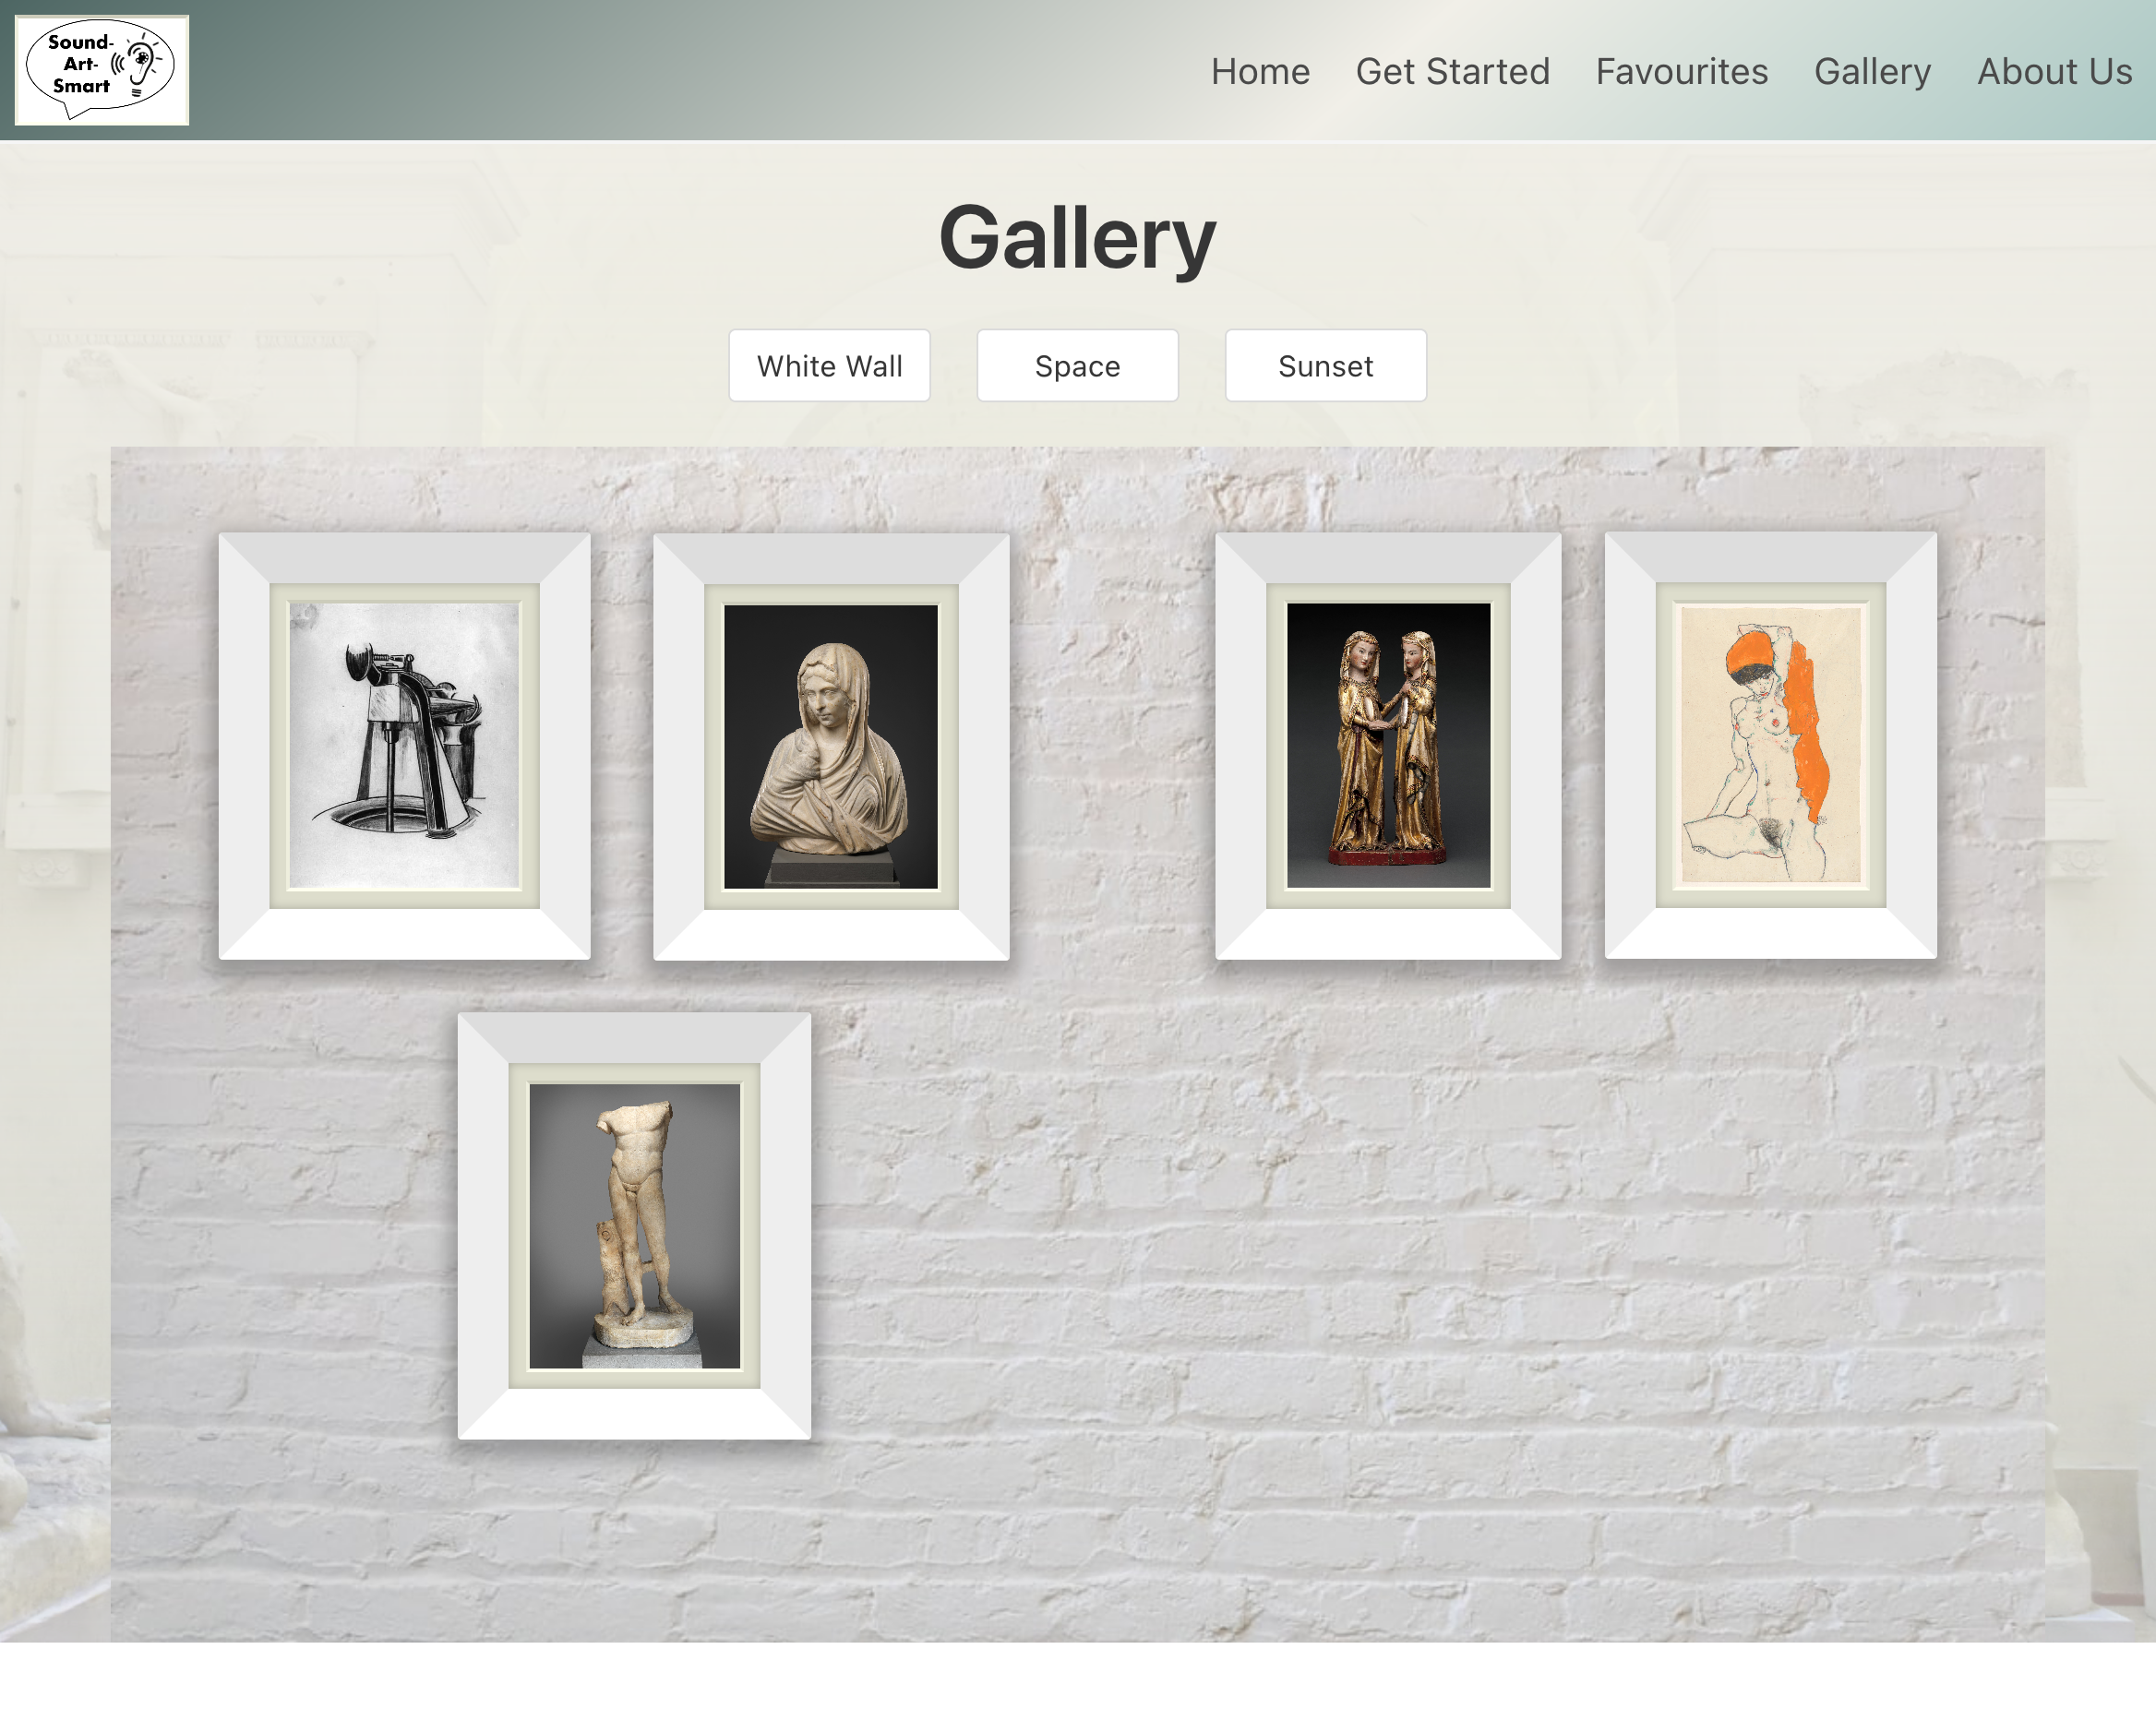 Sound-
Art-
Smart
Home Get Started Favourites Gallery About Us
Gallery
White Wall Space Sunset